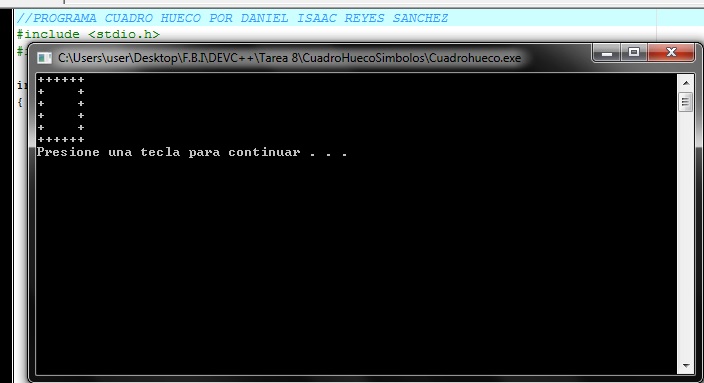 //PROGRAMA CUADRO HUECO POR DANIEL ISAAC REYES SANCHEZ
#include <stdio.h>
C:\Users\user\Desktop\F.B.I\DEVC++\Tarea 8\CuadroHuecoSimbolos\Cuadrohueco.exe
{
++++++
+    +
+    +
+    +
+    +
++++++
Presione una tecla para continuar . . .